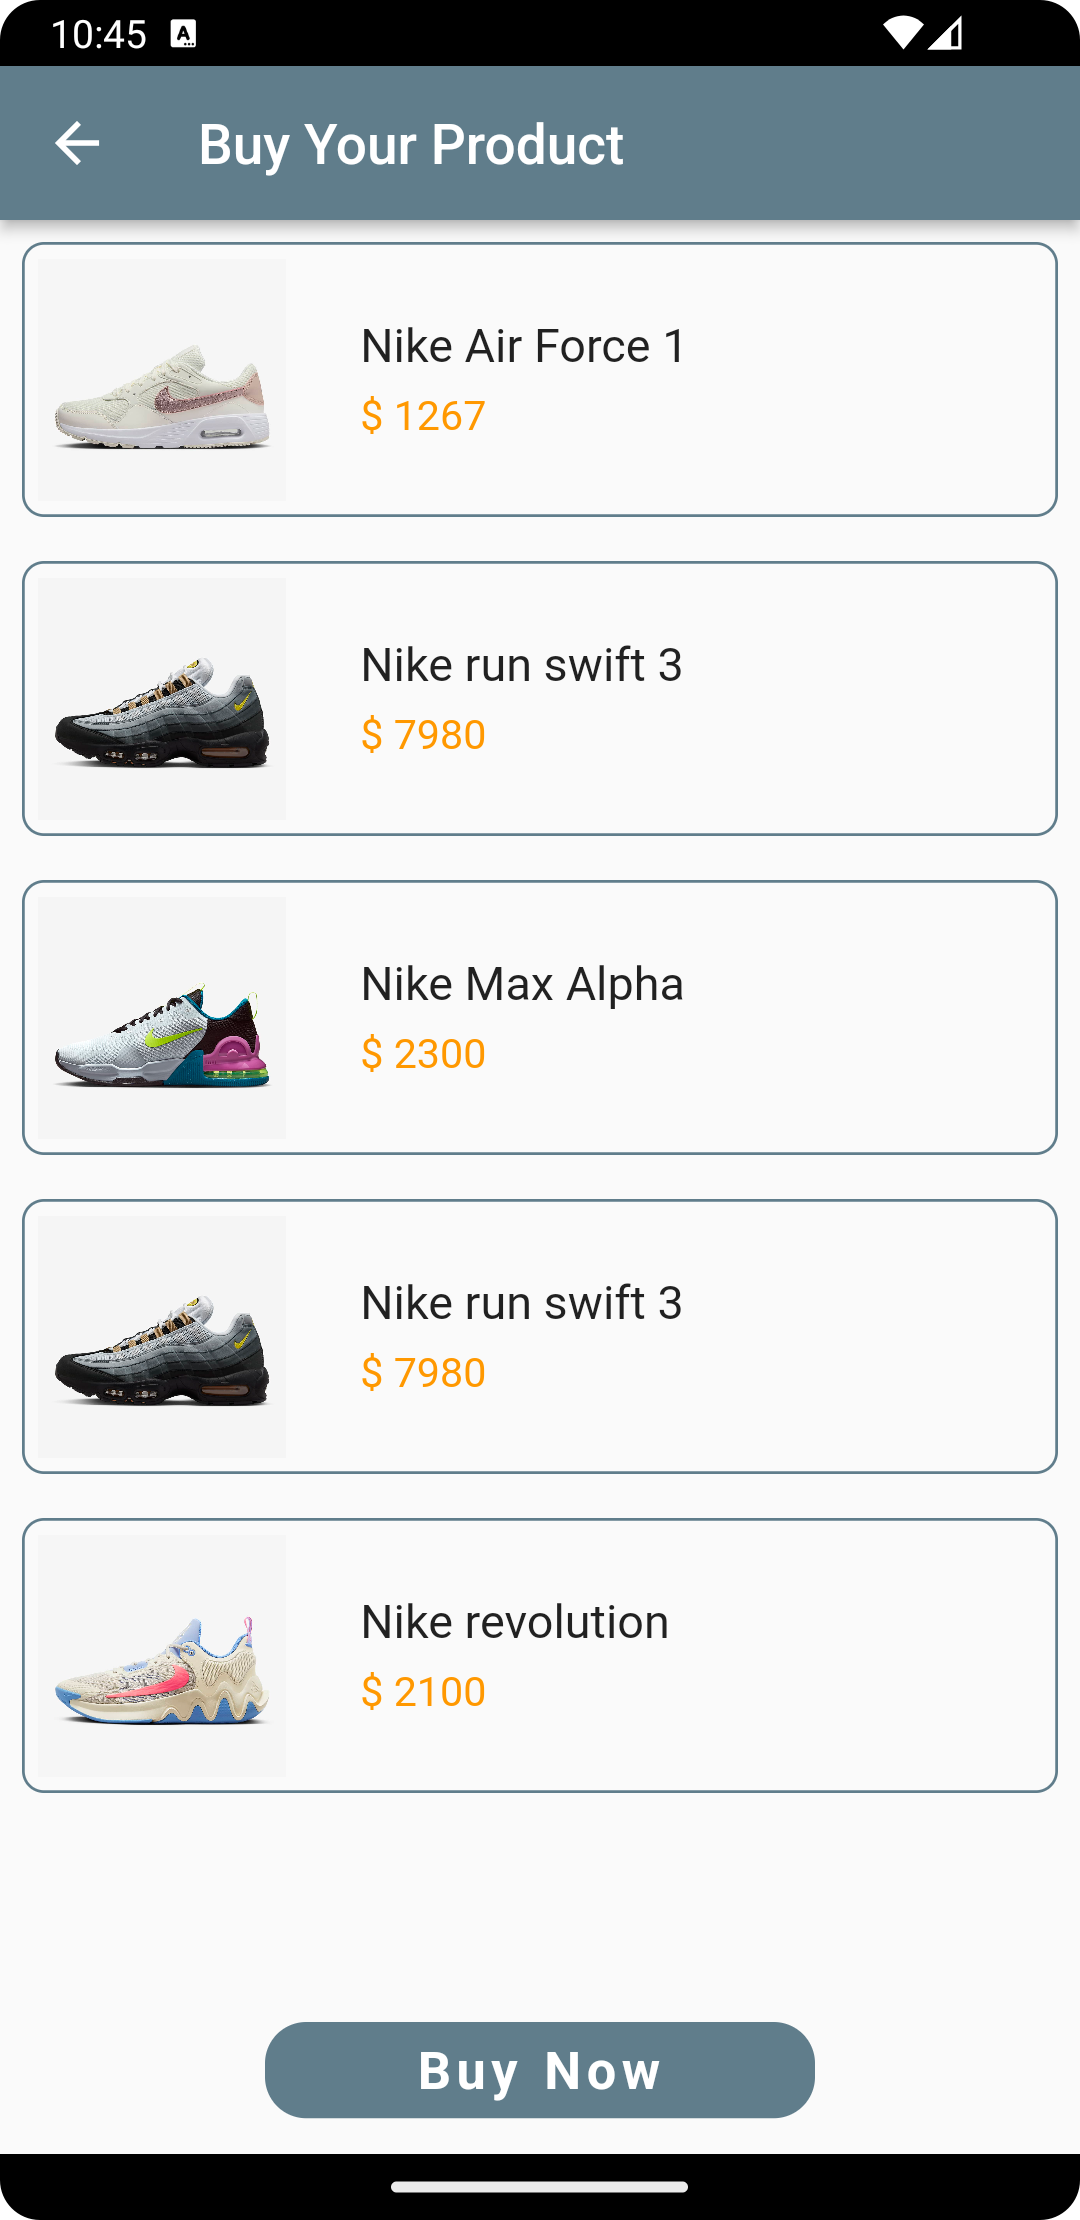 10:45
Buy Your Product
Nike Air Force 1
$ 1267
Nike run swift 3
$ 7980
Nike Max Alpha
$ 2300
Nike run swift 3
$ 7980
Nike revolution
$ 2100
Buy Now